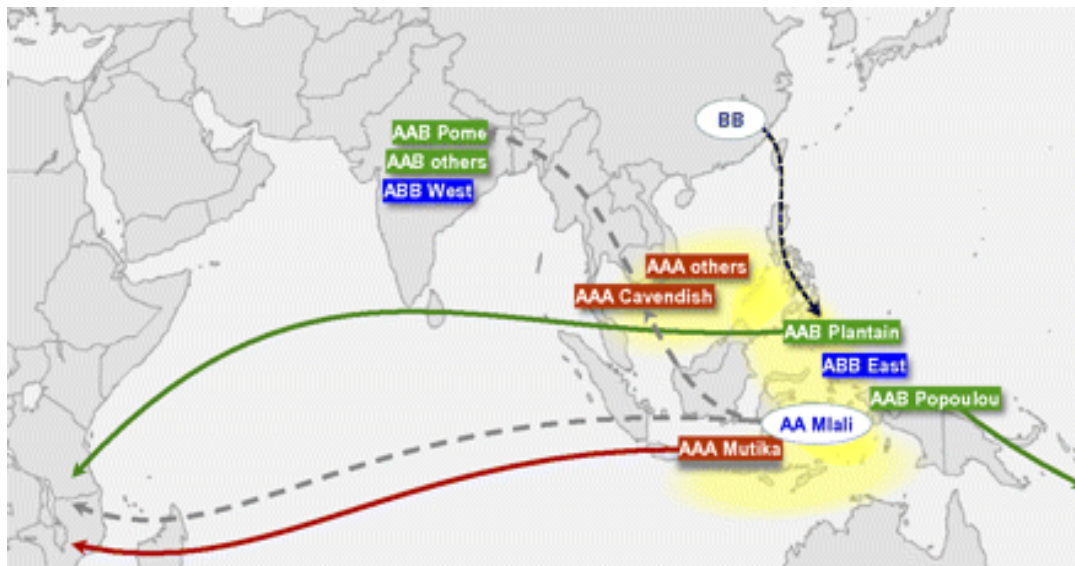 BB
AAB Pome
AAB others
ABB West
AAA others
AAA Cavendish
AAB Plantain
ABB East
AAB Popoulou
AA Mlali
AAA Mutika